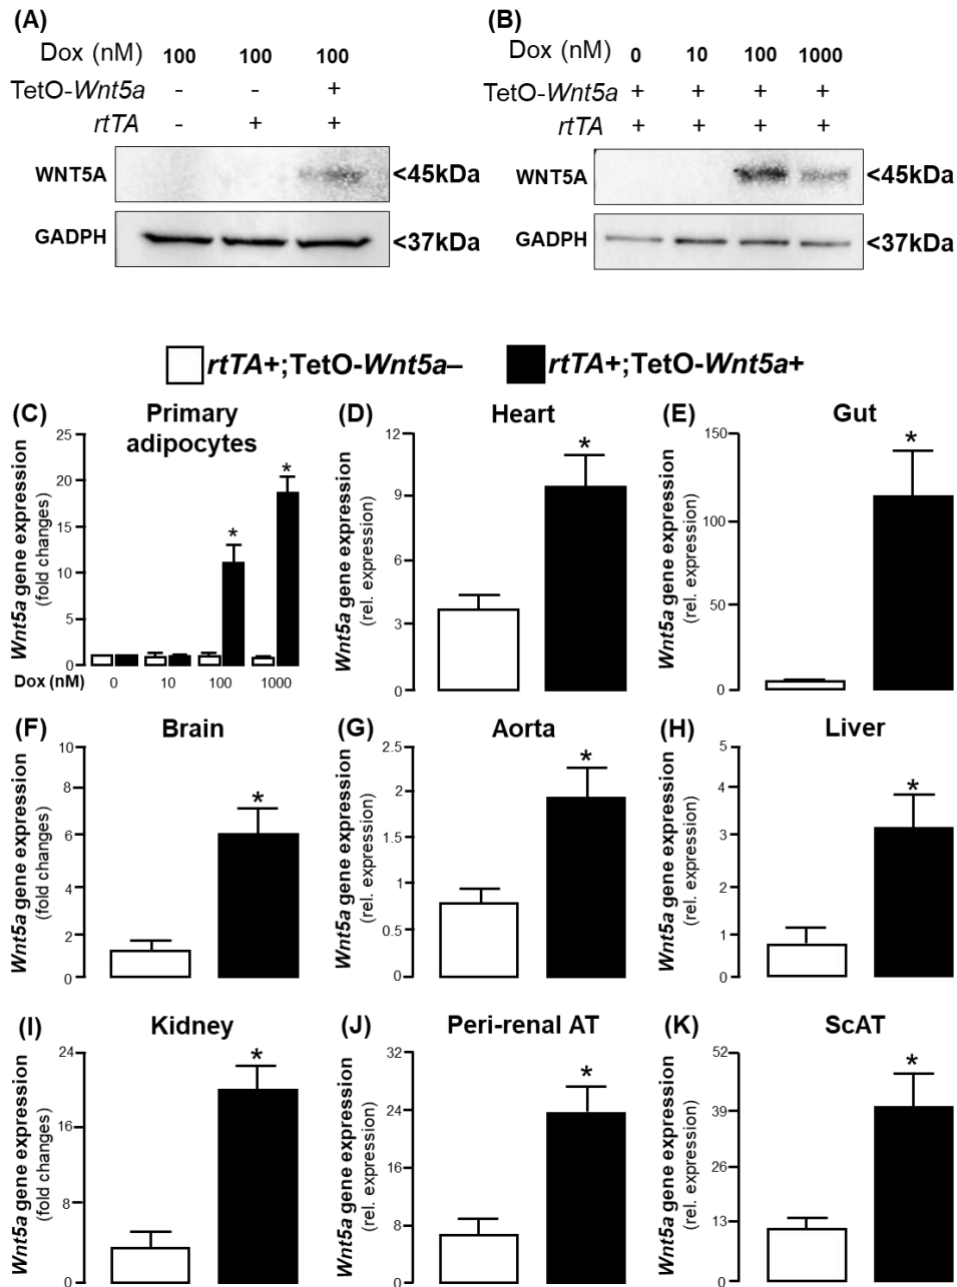 (A)
Dox (nM) 100 100 100
TetO-Wnt5a - - +
rtTA - + +
WNT5A <45kDa
GADPH <37kDa
(B)
Dox (nM) 0 10 100 1000
TetO-Wnt5a + + + +
rtTA + + + +
WNT5A <45kDa
GADPH <37kDa
rtTA+;TetO-Wnt5a– rtTA+;TetO-Wnt5a+
(C) Primary
adipocytes
Wnt5a gene expression
(fold changes)
25
20
15
10
5
0
* *
Dox (nM) 0 10 100 1000
(D) Heart
Wnt5a gene expression
(rel. expression)
12
9
6
3
0
*
(E) Gut
Wnt5a gene expression
(rel. expression)
150
100
50
0
*
(F) Brain
Wnt5a gene expression
(fold changes)
10
8
6
4
2
0
*
(G) Aorta
Wnt5a gene expression
(rel. expression)
2.5
2
1.5
1
0.5
0
*
(H) Liver
Wnt5a gene expression
(rel. expression)
5
4
3
2
1
0
*
(I) Kidney
Wnt5a gene expression
(fold changes)
24
16
8
0
*
(J) Peri-renal AT
Wnt5a gene expression
(rel. expression)
32
24
16
8
0
*
(K) ScAT
Wnt5a gene expression
(rel. expression)
52
39
26
13
0
*